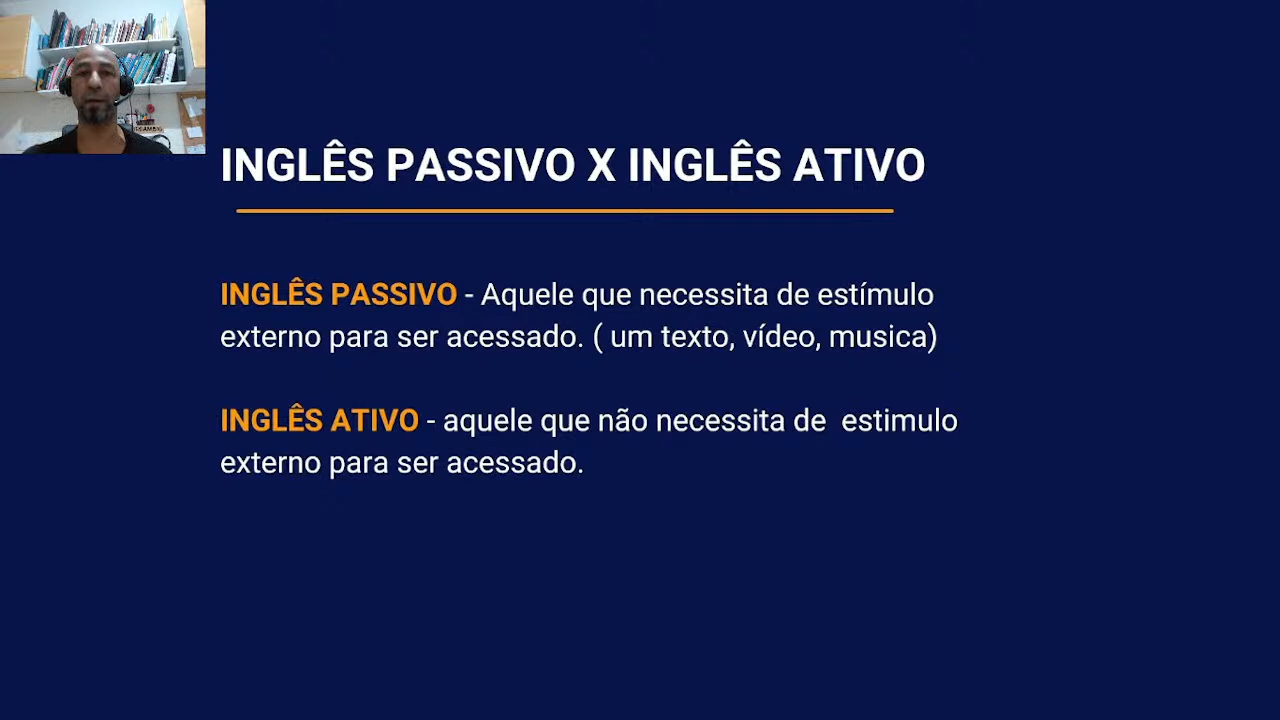 INGLÊS PASSIVO X INGLÊS ATIVO
INGLÊS PASSIVO - Aquele que necessita de estímulo
externo para ser acessado. ( um texto, vídeo, musica)
INGLÊS ATIVO - aquele que não necessita de  estimulo
externo para ser acessado.